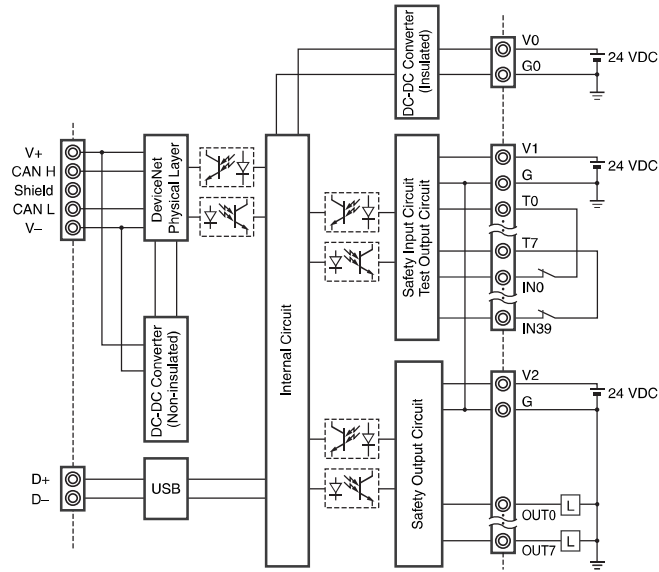 V+
CAN H
Shield
CAN L
V–
DeviceNet
Physical Layer
DC-DC Converter
(Non-insulated)
D+
D–
USB
Internal Circuit
DC-DC Converter
(Insulated)
V0
G0
24 VDC
Safety Input Circuit
Test Output Circuit
V1
G
T0
T7
IN0
IN39
24 VDC
Safety Output Circuit
V2
G
24 VDC
OUT0
L
OUT7
L